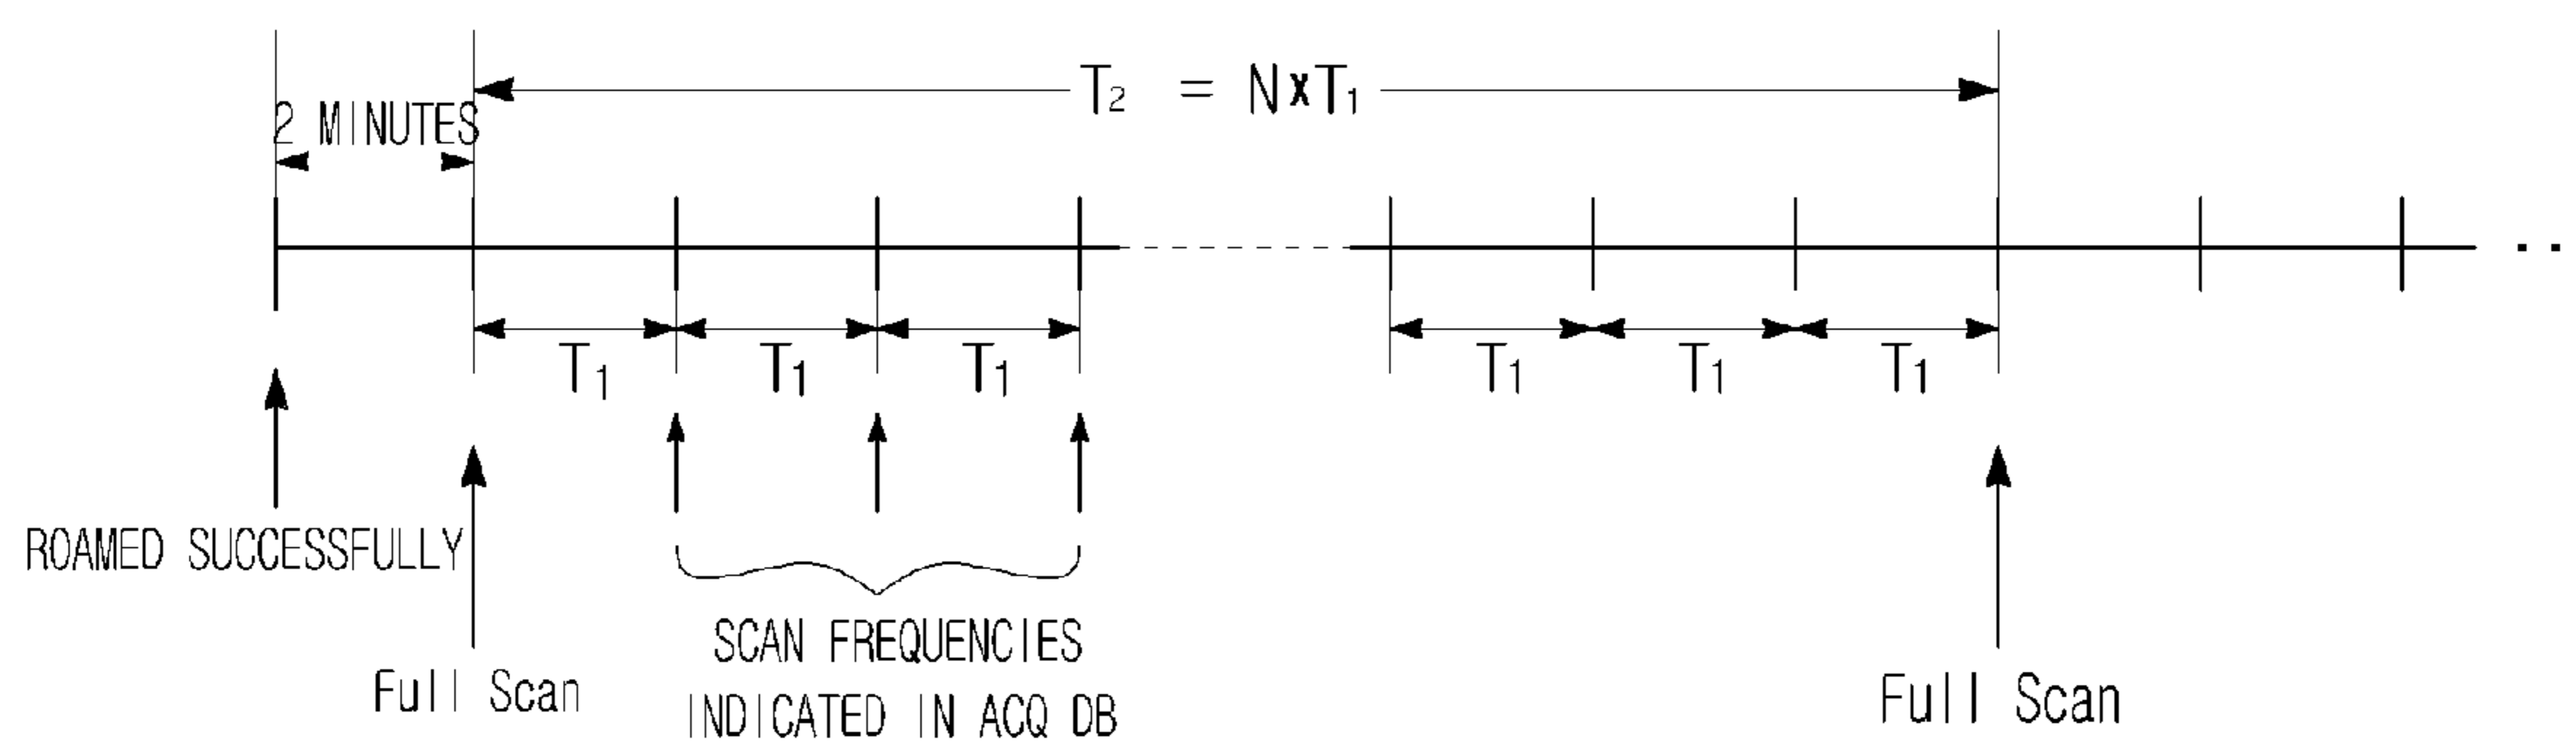 T2 = N×T1
2 MINUTES
T1 T1 T1 T1 T1 T1
ROAMED SUCCESSFULLY
Full Scan
SCAN FREQUENCIES
INDICATED IN ACQ DB
Full Scan